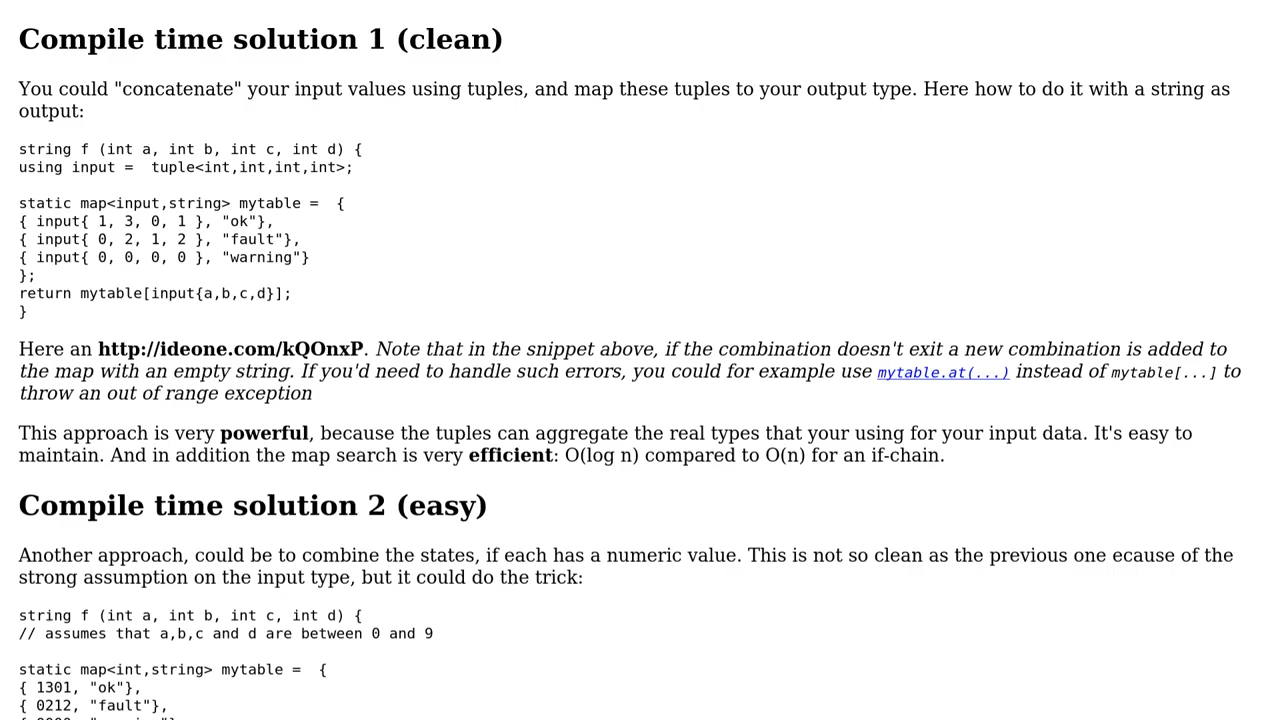 Compile time solution 1 (clean)
You could "concatenate" your input values using tuples, and map these tuples to your output type. Here how to do it with a string as
output:
string f (int a, int b, int c, int d) {
using input =  tuple<int,int,int,int>;
static map<input,string> mytable =  {
{ input{ 1, 3, 0, 1 }, "ok"},
{ input{ 0, 2, 1, 2 }, "fault"},
{ input{ 0, 0, 0, 0 }, "warning"}
};
return mytable[input{a,b,c,d}];
}
Here an http://ideone.com/kQOnxP. Note that in the snippet above, if the combination doesn't exit a new combination is added to
the map with an empty string. If you'd need to handle such errors, you could for example use mytable.at(...) instead of mytable[...] to
throw an out of range exception
This approach is very powerful, because the tuples can aggregate the real types that your using for your input data. It's easy to
maintain. And in addition the map search is very efficient: O(log n) compared to O(n) for an if-chain.
Compile time solution 2 (easy)
Another approach, could be to combine the states, if each has a numeric value. This is not so clean as the previous one ecause of the
strong assumption on the input type, but it could do the trick:
string f (int a, int b, int c, int d) {
// assumes that a,b,c and d are between 0 and 9
static map<int,string> mytable =  {
{ 1301, "ok"},
{ 0212, "fault"},